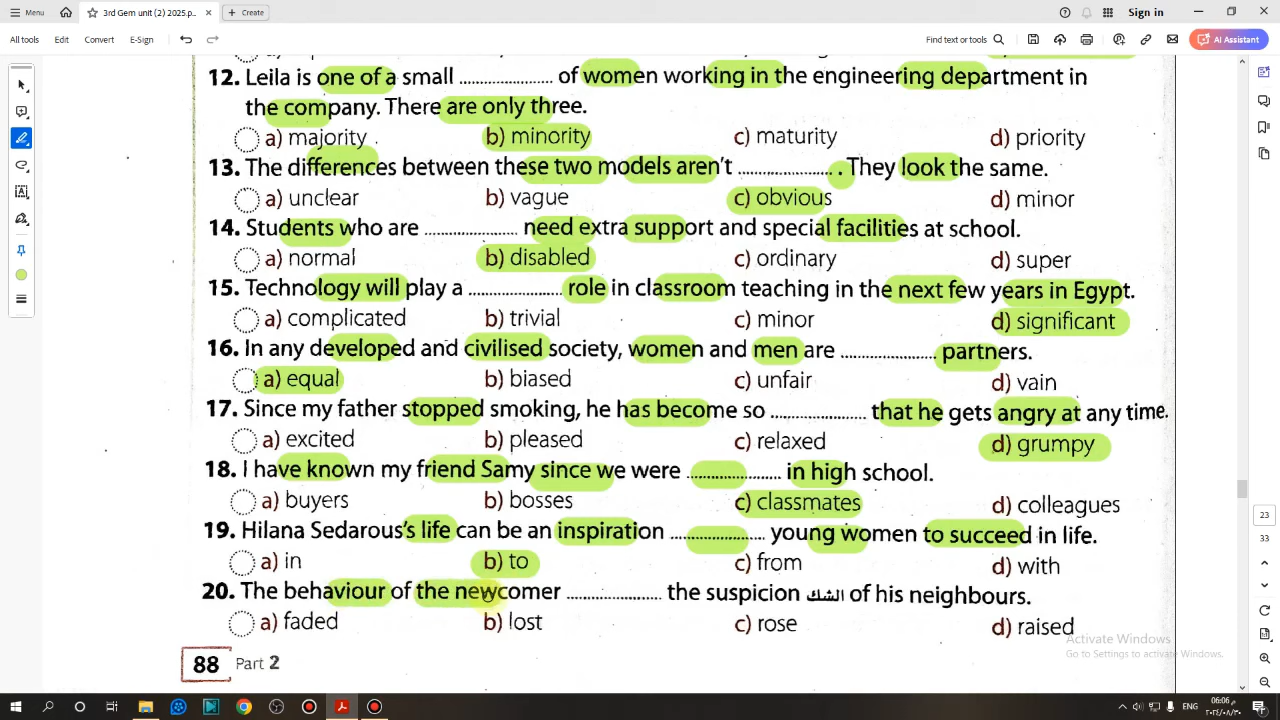 Menu
3rd Gem unit (2) 2025.p...
Create
Sign in
All tools Edit Convert E-Sign
Find text or tools
AI Assistant
12. Leila is one of a small .................... of women working in the engineering department in
the company. There are only three.
a) majority b) minority c) maturity d) priority
13. The differences between these two models aren't .................... . They look the same.
a) unclear b) vague c) obvious d) minor
14. Students who are .................... need extra support and special facilities at school.
a) normal b) disabled c) ordinary d) super
15. Technology will play a .................... role in classroom teaching in the next few years in Egypt.
a) complicated b) trivial c) minor d) significant
16. In any developed and civilised society, women and men are .................... partners.
a) equal b) biased c) unfair d) vain
17. Since my father stopped smoking, he has become so .................... that he gets angry at any time.
a) excited b) pleased c) relaxed d) grumpy
18. I have known my friend Samy since we were .................... in high school.
a) buyers b) bosses c) classmates d) colleagues
19. Hilana Sedarous's life can be an inspiration .................... young women to succeed in life.
a) in b) to c) from d) with
20. The behaviour of the newcomer .................... the suspicion الشك of his neighbours.
a) faded b) lost c) rose d) raised
88 Part 2
23
33
Activate Windows
Go to Settings to activate Windows.
ENG
06:06 م